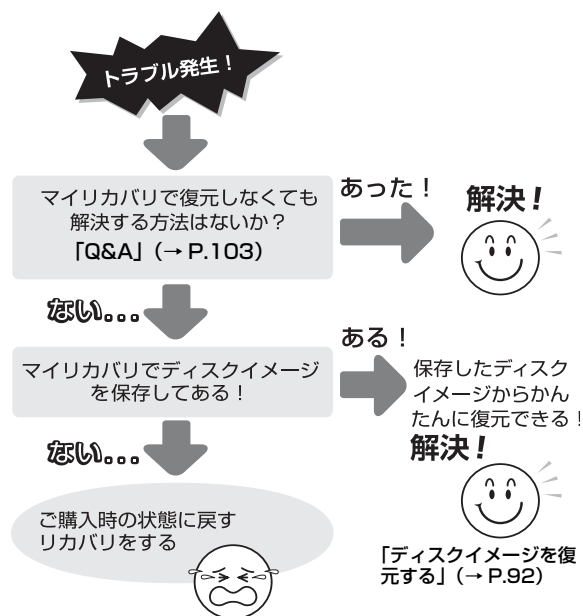 トラブル発生！
マイリカバリで復元しなくても
解決する方法はないか？
「Q&A」（→ P.103）
あった！
解決！
ない...
マイリカバリでディスクイメージ
を保存してある！
ある！
保存したディスク
イメージからかん
たんに復元できる！
解決！
「ディスクイメージを復
元する」（→ P.92）
ない...
ご購入時の状態に戻す
リカバリをする